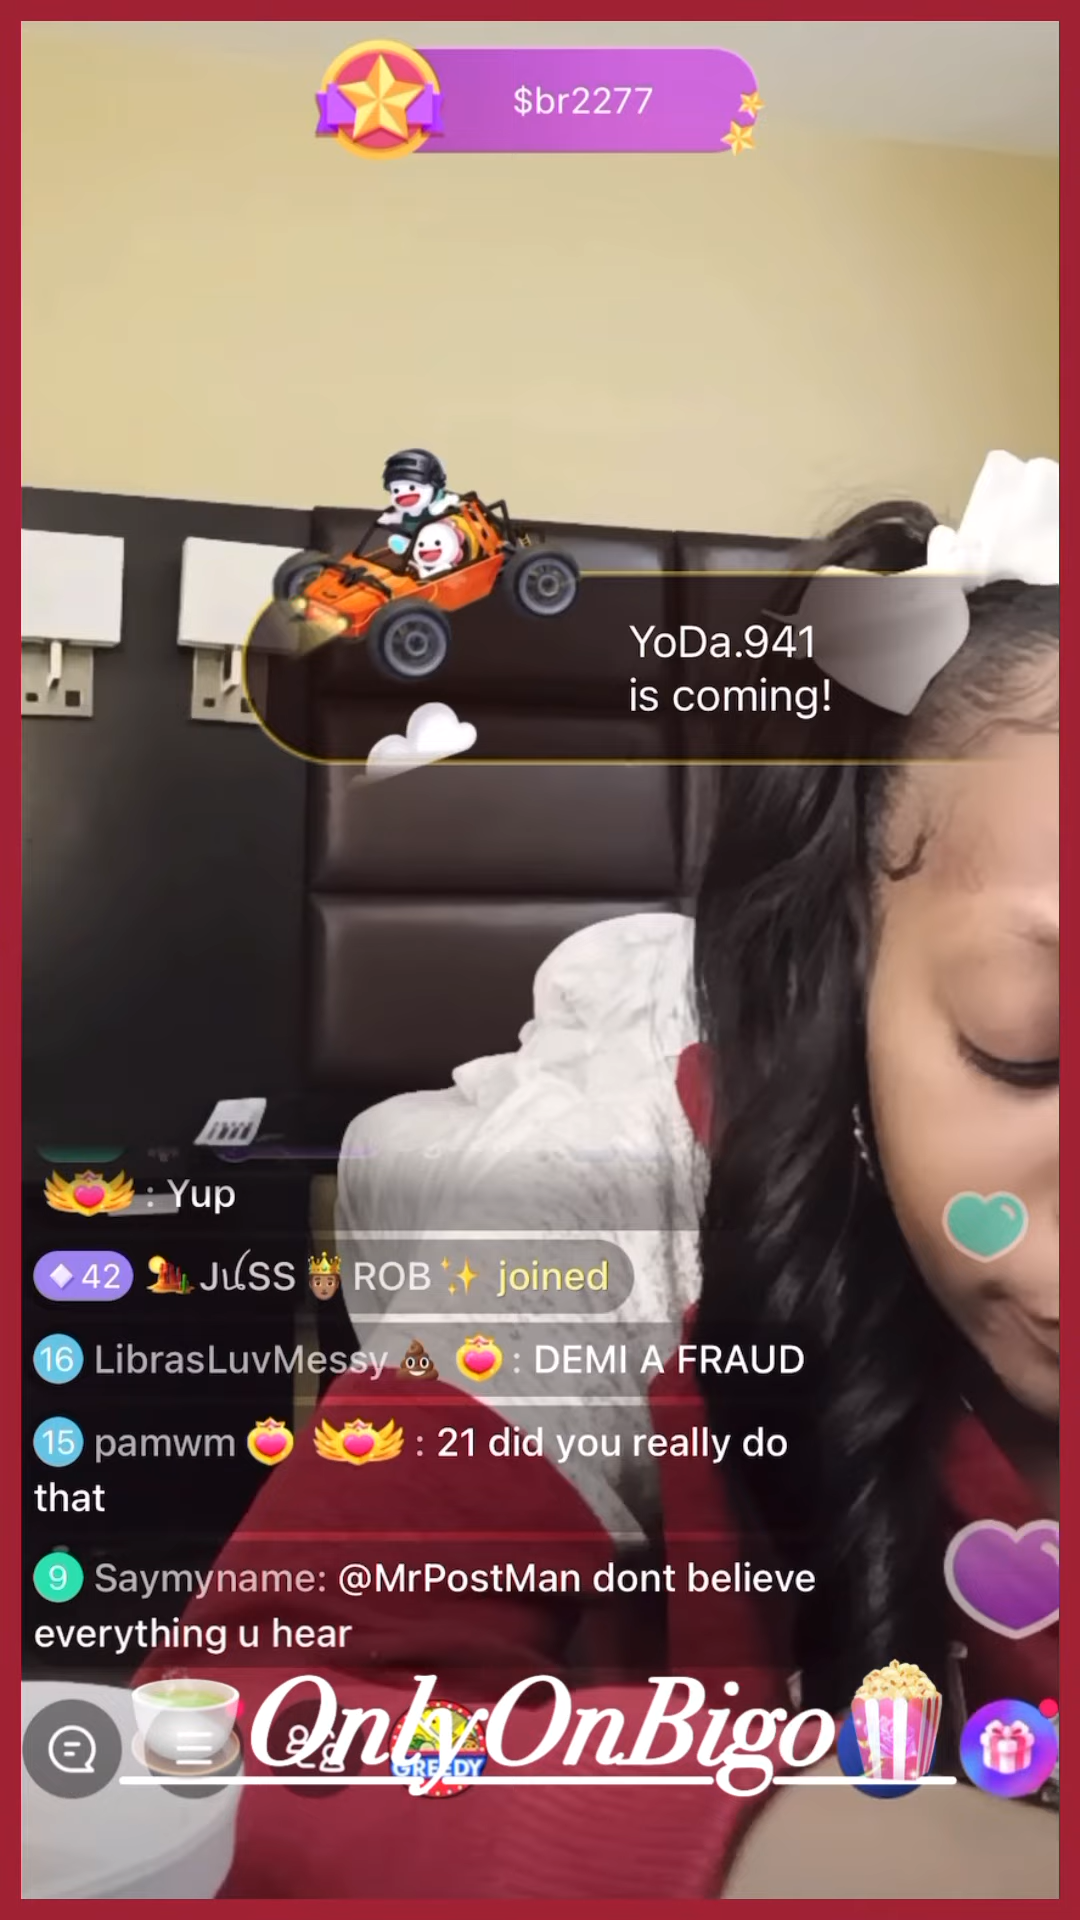 $br2277
YoDa.941
is coming!
: Yup
42 JuSS 🤴🏽 ROB ✨ joined
16 LibrasLuvMessy 💩 : DEMI A FRAUD
15 pamwm : 21 did you really do
that
9 Saymyname: @MrPostMan dont believe
everything u hear
OnlyOnBigo
GREEDY